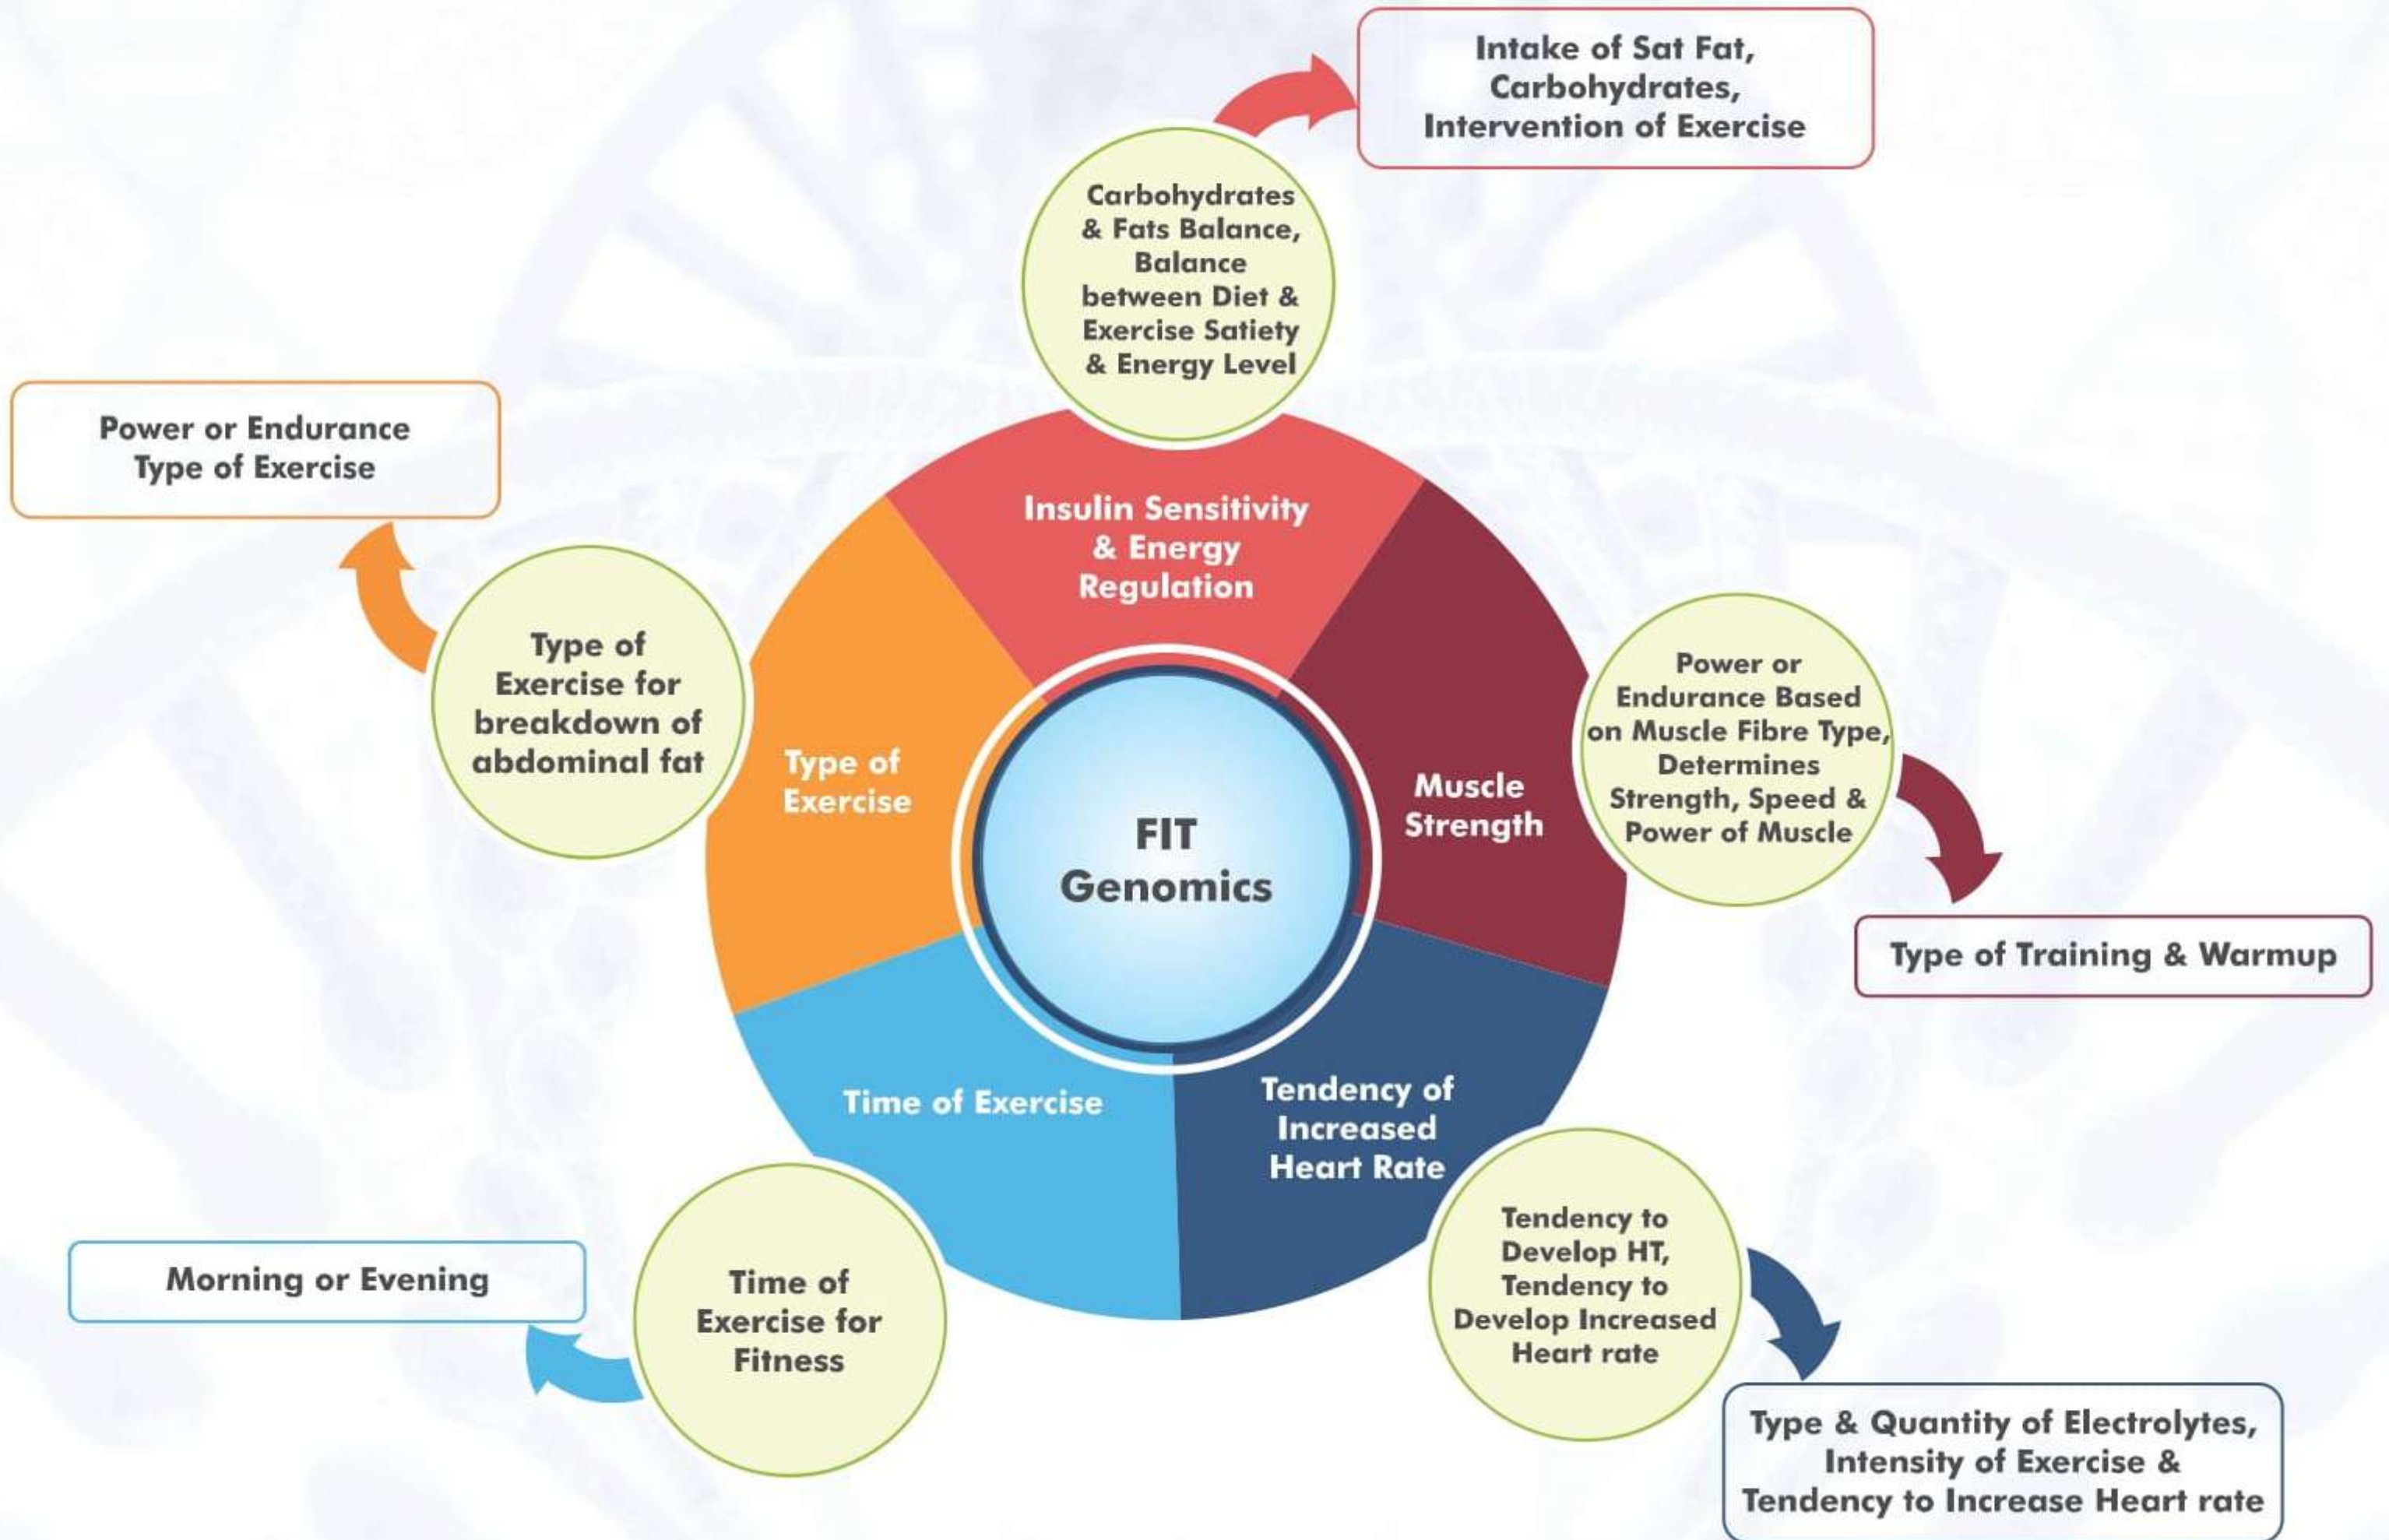 Intake of Sat Fat,
Carbohydrates,
Intervention of Exercise
Carbohydrates
& Fats Balance,
Balance
between Diet &
Exercise Satiety
& Energy Level
Insulin Sensitivity
& Energy
Regulation
Power or Endurance
Type of Exercise
Type of
Exercise for
breakdown of
abdominal fat
Type of
Exercise
FIT
Genomics
Muscle
Strength
Power or
Endurance Based
on Muscle Fibre Type,
Determines
Strength, Speed &
Power of Muscle
Type of Training & Warmup
Time of Exercise
Time of
Exercise for
Fitness
Morning or Evening
Tendency of
Increased
Heart Rate
Tendency to
Develop HT,
Tendency to
Develop Increased
Heart rate
Type & Quantity of Electrolytes,
Intensity of Exercise &
Tendency to Increase Heart rate